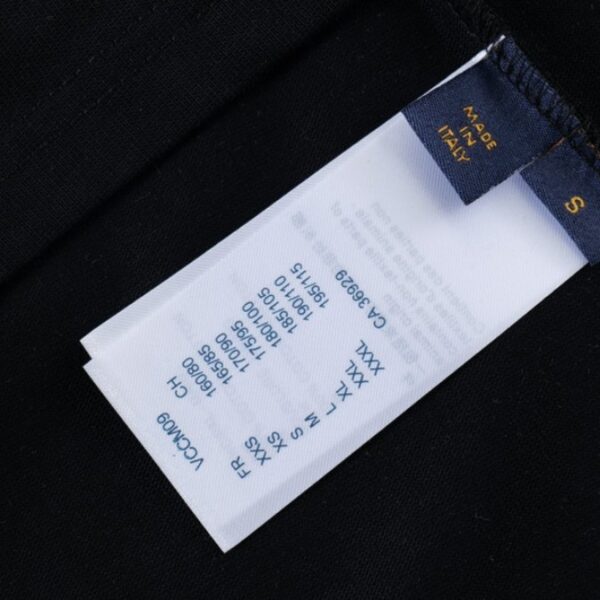 MADE
IN
ITALY
S
VCCM09
FR CH
XXS 160/80
XS 165/85
S 170/90
M 175/95
L 180/100
XL 185/105
XXL 190/110
XXXL 195/115
CA 36929